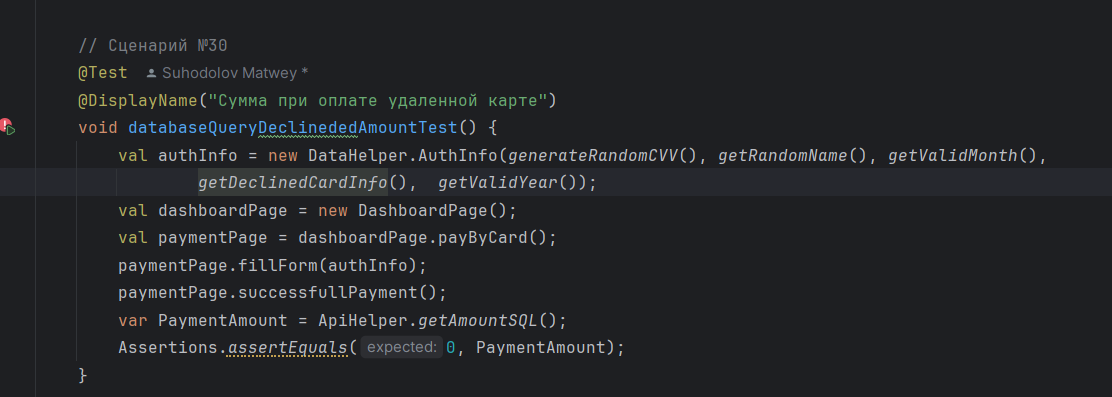 // Сценарий №30
@Test Suhodolov Matwey *
@DisplayName("Сумма при оплате удаленной карте")
void databaseQueryDeclinededAmountTest() {
val authInfo = new DataHelper.AuthInfo(generateRandomCVV(), getRandomName(), getValidMonth(),
getDeclinedCardInfo(),  getValidYear());
val dashboardPage = new DashboardPage();
val paymentPage = dashboardPage.payByCard();
paymentPage.fillForm(authInfo);
paymentPage.successfullPayment();
var PaymentAmount = ApiHelper.getAmountSQL();
Assertions.assertEquals( expected: 0, PaymentAmount);
}